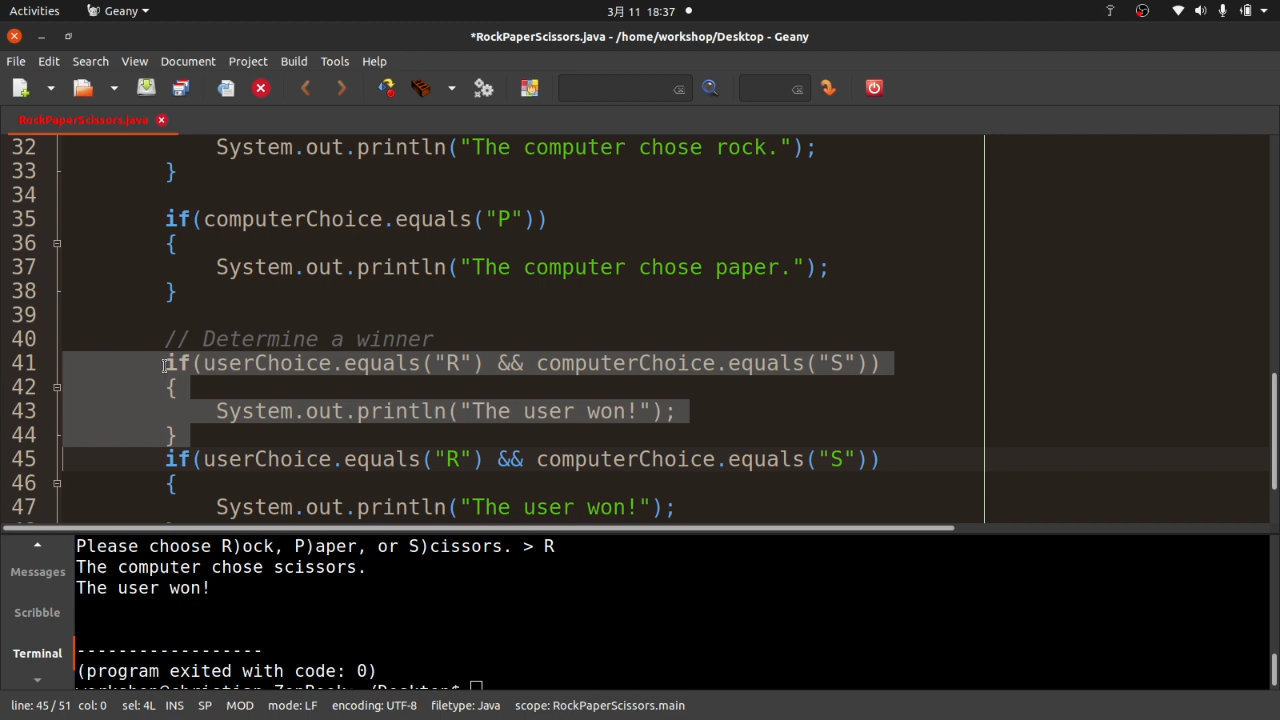 Activities Geany 3月 11 18:37
*RockPaperScissors.java - /home/workshop/Desktop - Geany
File Edit Search View Document Project Build Tools Help
RockPaperScissors.java
32 System.out.println("The computer chose rock.");
33 }
34
35 if(computerChoice.equals("P"))
36 {
37 System.out.println("The computer chose paper.");
38 }
39
40 // Determine a winner
41 if(userChoice.equals("R") && computerChoice.equals("S"))
42 {
43 System.out.println("The user won!");
44 }
45 if(userChoice.equals("R") && computerChoice.equals("S"))
46 {
47 System.out.println("The user won!");
Messages
Scribble
Terminal
Please choose R)ock, P)aper, or S)cissors. > R
The computer chose scissors.
The user won!
------------------
(program exited with code: 0)
line: 45 / 51 col: 0 sel: 4L INS SP MOD mode: LF encoding: UTF-8 filetype: Java scope: RockPaperScissors.main